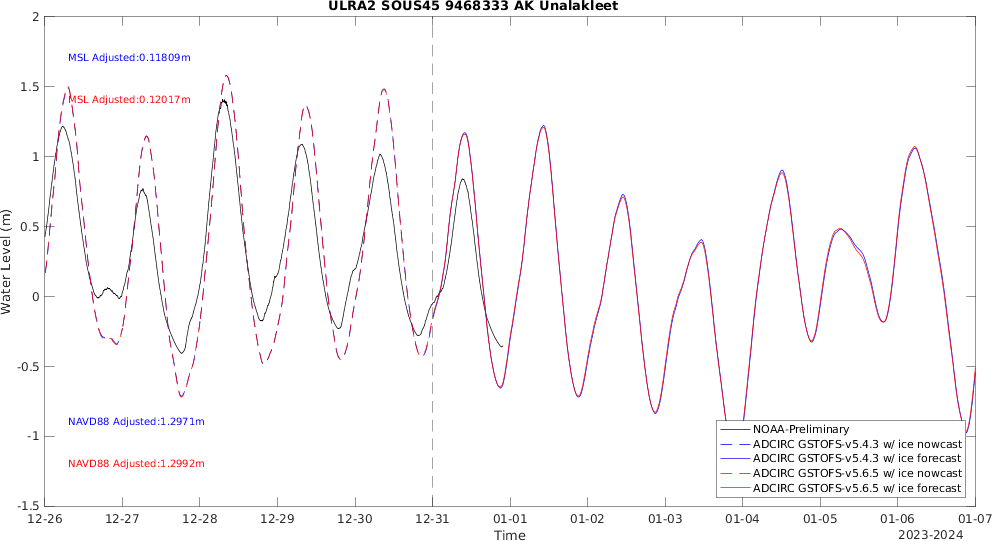 ULRA2 SOUS45 9468333 AK Unalakleet
2
1.5
1
0.5
0
-0.5
-1
-1.5
Water Level (m)
MSL Adjusted:0.11809m
MSL Adjusted:0.12017m
NAVD88 Adjusted:1.2971m
NAVD88 Adjusted:1.2992m
NOAA-Preliminary
ADCIRC GSTOFS-v5.4.3 w/ ice nowcast
ADCIRC GSTOFS-v5.4.3 w/ ice forecast
ADCIRC GSTOFS-v5.6.5 w/ ice nowcast
ADCIRC GSTOFS-v5.6.5 w/ ice forecast
12-26 12-27 12-28 12-29 12-30 12-31 01-01 01-02 01-03 01-04 01-05 01-06 01-07
Time
2023-2024